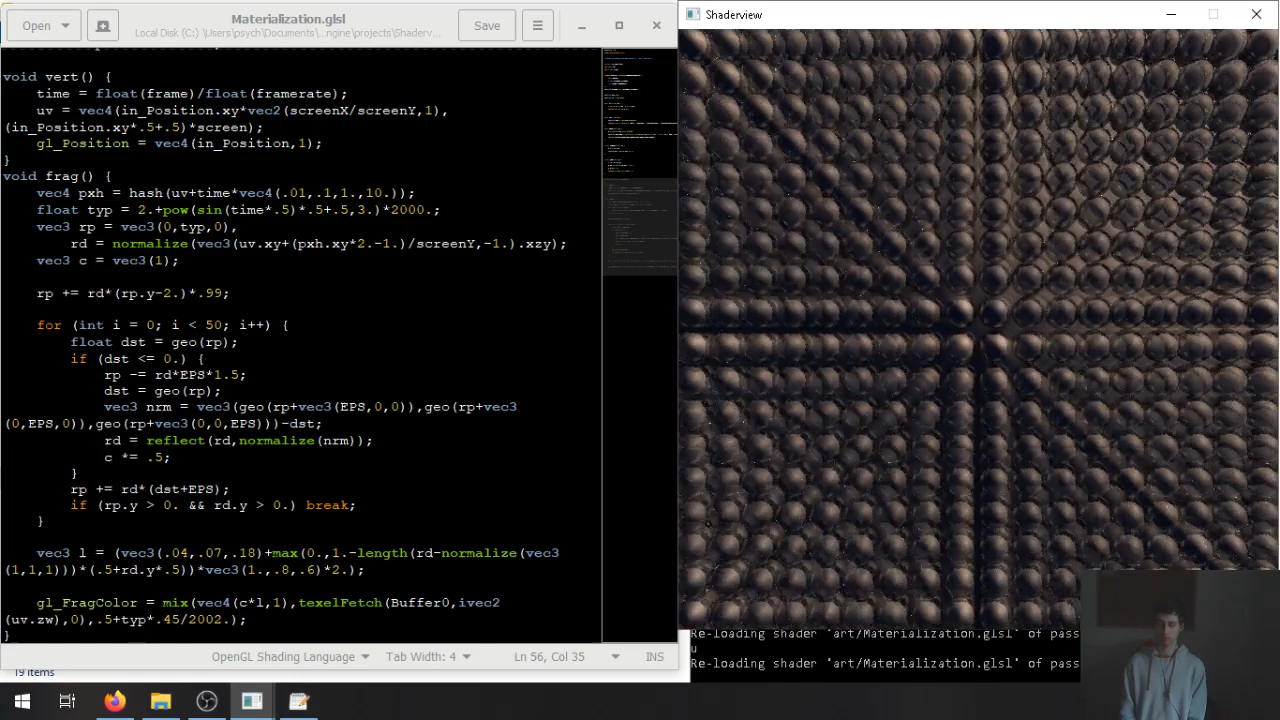 Open
Materialization.glsl
Local Disk (C:) \Users\psych\Documents\...ngine\projects\Shaderv...
Save
Shaderview
void vert() {
    time = float(frame)/float(framerate);
    uv = vec4(in_Position.xy*vec2(screenX/screenY,1),
(in_Position.xy*.5+.5)*screen);
    gl_Position = vec4(in_Position,1);
}
void frag() {
    vec4 pxh = hash(uv+time*vec4(.01,.1,1.,10.));
    float typ = 2.+pow(sin(time*.5)*.5+.5,3.)*2000.;
    vec3 rp = vec3(0,typ,0),
        rd = normalize(vec3(uv.xy+(pxh.xy*2.-1.)/screenY,-1.).xzy);
    vec3 c = vec3(1);
    rp += rd*(rp.y-2.)*.99;
    for (int i = 0; i < 50; i++) {
        float dst = geo(rp);
        if (dst <= 0.) {
            rp -= rd*EPS*1.5;
            dst = geo(rp);
            vec3 nrm = vec3(geo(rp+vec3(EPS,0,0)),geo(rp+vec3
(0,EPS,0)),geo(rp+vec3(0,0,EPS)))-dst;
            rd = reflect(rd,normalize(nrm));
            c *= .5;
        }
        rp += rd*(dst+EPS);
        if (rp.y > 0. && rd.y > 0.) break;
    }
    vec3 l = (vec3(.04,.07,.18)+max(0.,1.-length(rd-normalize(vec3
(1,1,1)))*(.5+rd.y*.5))*vec3(1.,.8,.6)*2.);
    gl_FragColor = mix(vec4(c*l,1),texelFetch(Buffer0,ivec2
(uv.zw),0),.5+typ*.45/2002.);
}
OpenGL Shading Language
Tab Width: 4
Ln 56, Col 35
INS
19 items
Re-loading shader 'art/Materialization.glsl' of pass
u
Re-loading shader 'art/Materialization.glsl' of pass